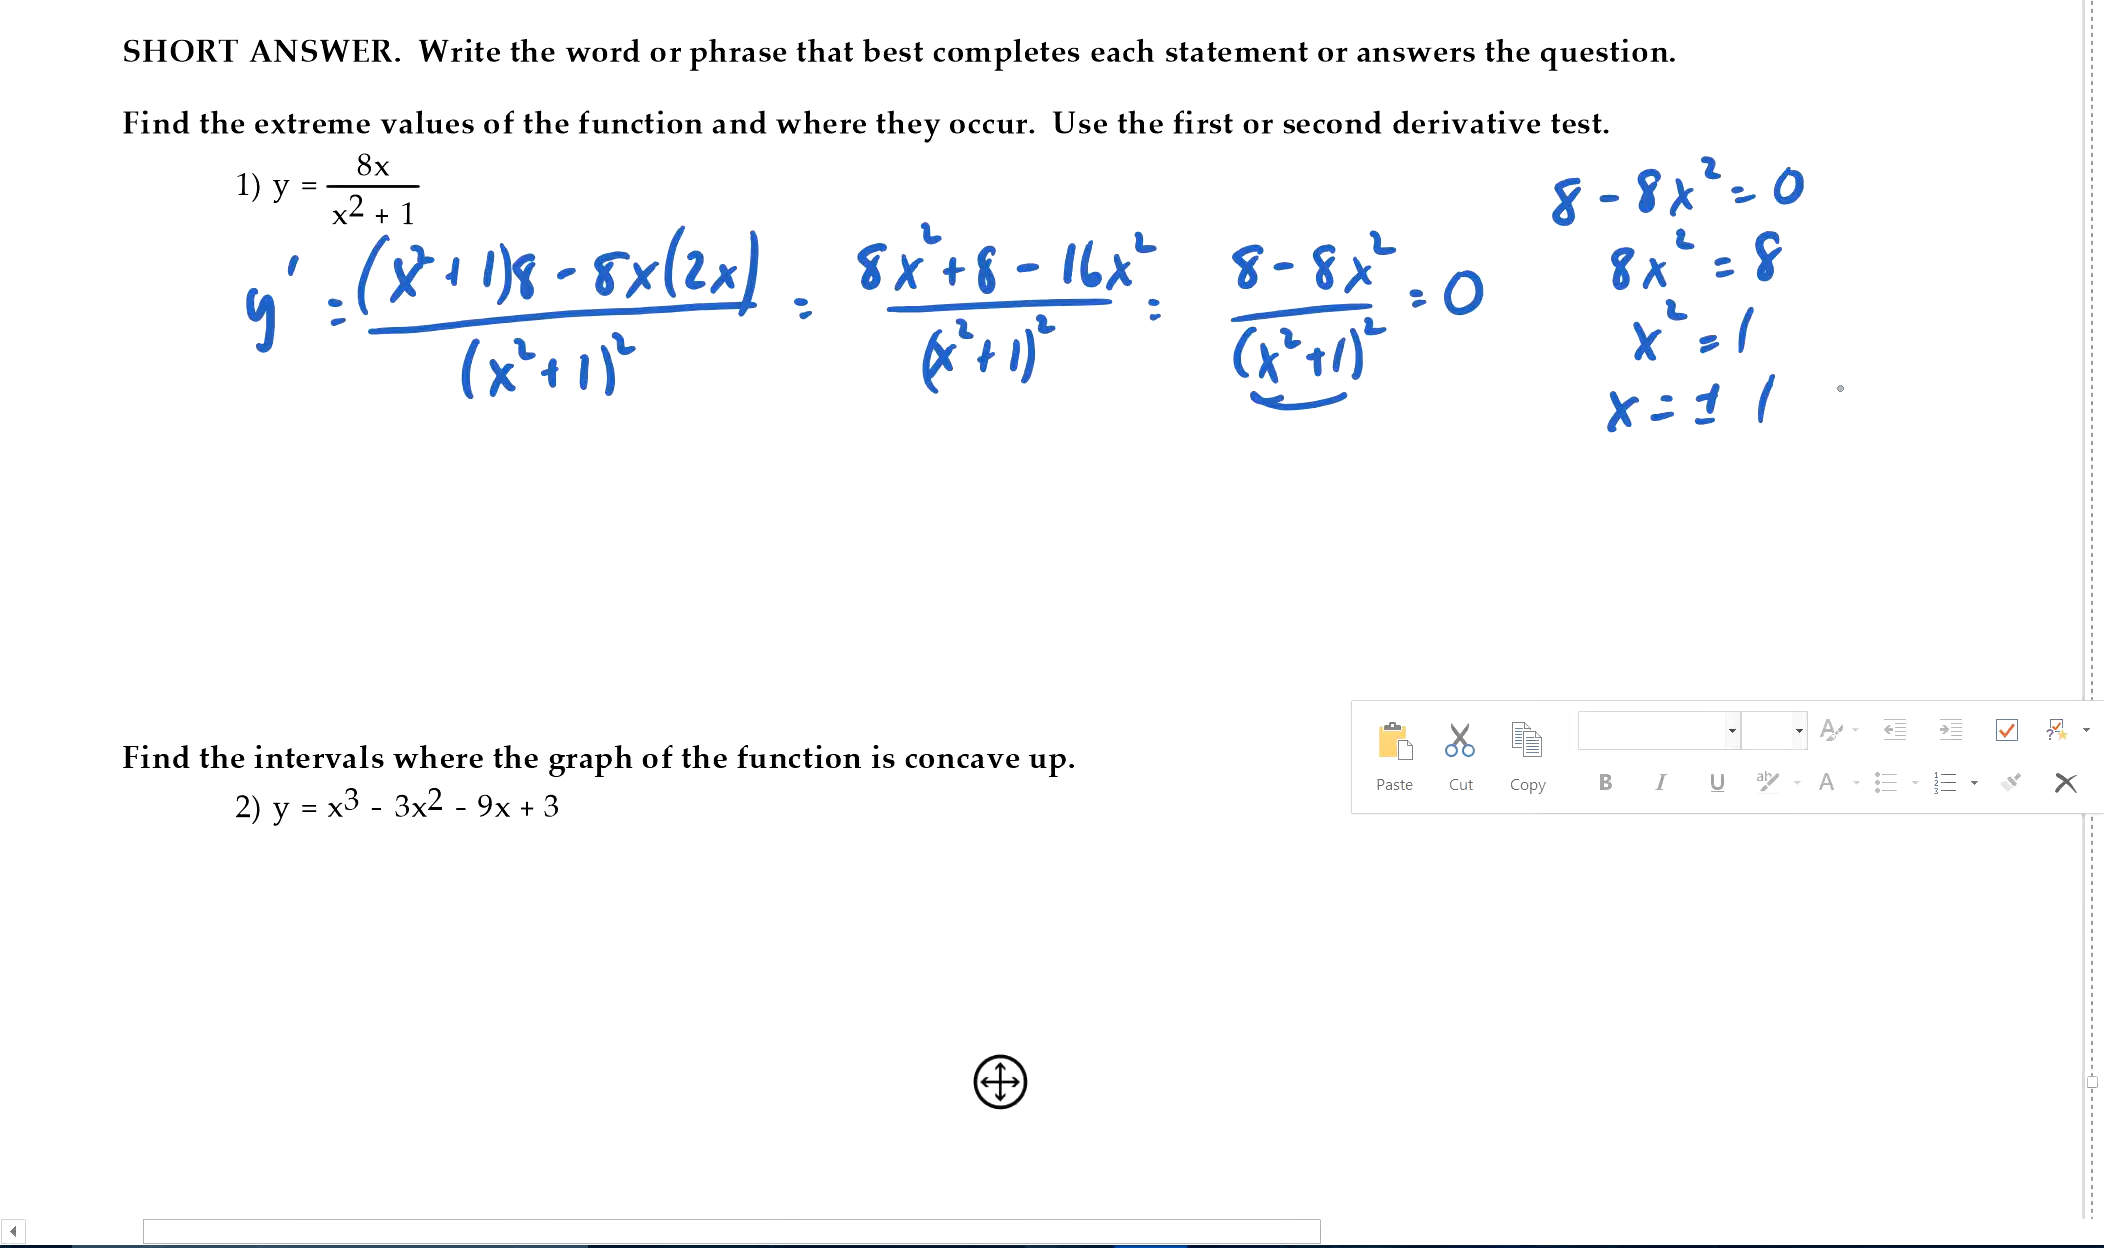 SHORT ANSWER. Write the word or phrase that best completes each statement or answers the question.
Find the extreme values of the function and where they occur. Use the first or second derivative test.
1) y = 8x / (x² + 1)
y' = ((x²+1)8 - 8x(2x)) / (x²+1)² = (8x²+8-16x²) / (x²+1)² = (8-8x²) / (x²+1)² = 0
8-8x²=0
8x²=8
x²=1
x=±1
Find the intervals where the graph of the function is concave up.
2) y = x³ - 3x² - 9x + 3
Paste Cut Copy B I U ab A